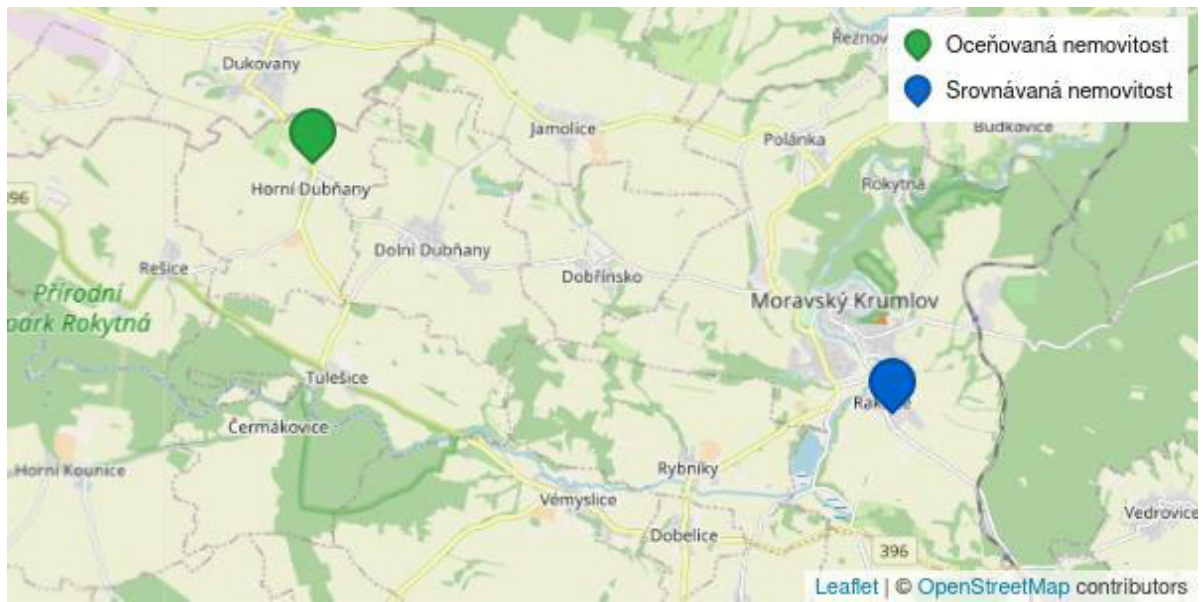 Řeznov
Oceňovaná nemovitost
Dukovany
Srovnávaná nemovitost
Jamolice
Polánka
Budkovice
Horní Dubňany
Rokytná
396
Dolní Dubňany
Rešice
Dobřínsko
Přírodní
park Rokytná
Moravský Krumlov
Tulešice
Čermákovice
Horní Kounice
Rybníky
Vémyslice
Vedrovice
Dobelice
396
Leaflet | © OpenStreetMap contributors